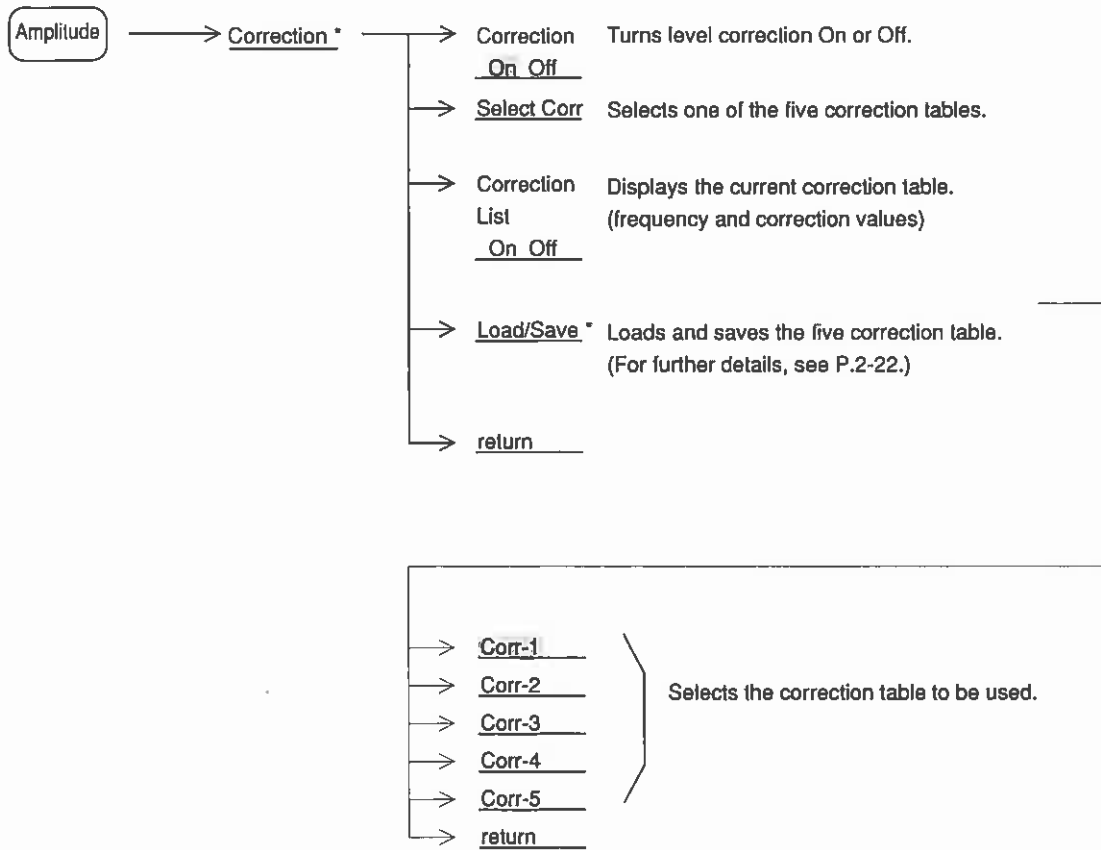 Amplitude
Correction *
Correction Turns level correction On or Off.
On Off
Select Corr Selects one of the five correction tables.
Correction Displays the current correction table.
List (frequency and correction values)
On Off
Load/Save * Loads and saves the five correction table.
(For further details, see P.2-22.)
return
Corr-1
Corr-2
Selects the correction table to be used.
Corr-3
Corr-4
Corr-5
return